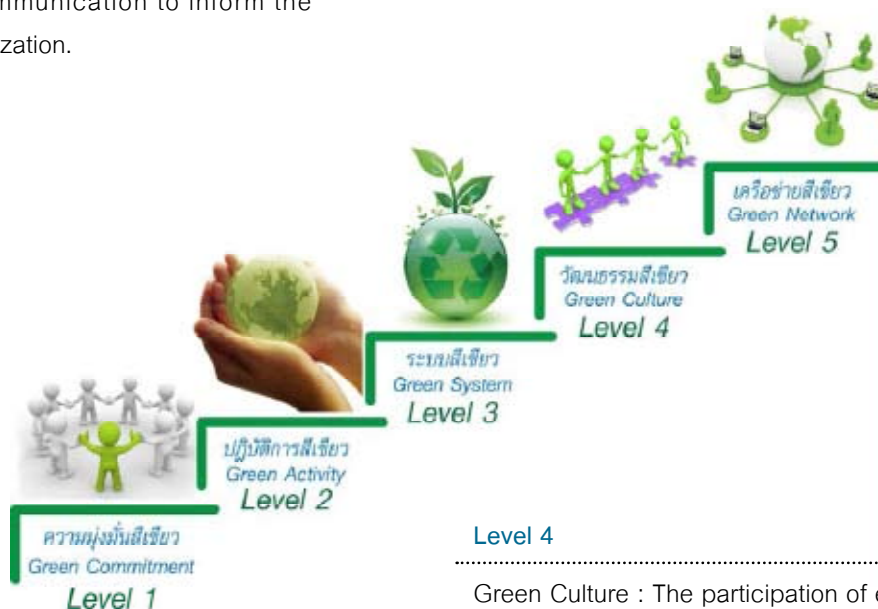 mmunication to inform the
zation.
เครือข่ายสีเขียว
Green Network
Level 5
วัฒนธรรมสีเขียว
Green Culture
Level 4
ระบบสีเขียว
Green System
Level 3
ปฏิบัติการสีเขียว
Green Activity
Level 2
ความมุ่งมั่นสีเขียว
Green Commitment
Level 1
Level 4
Green Culture : The participation of e